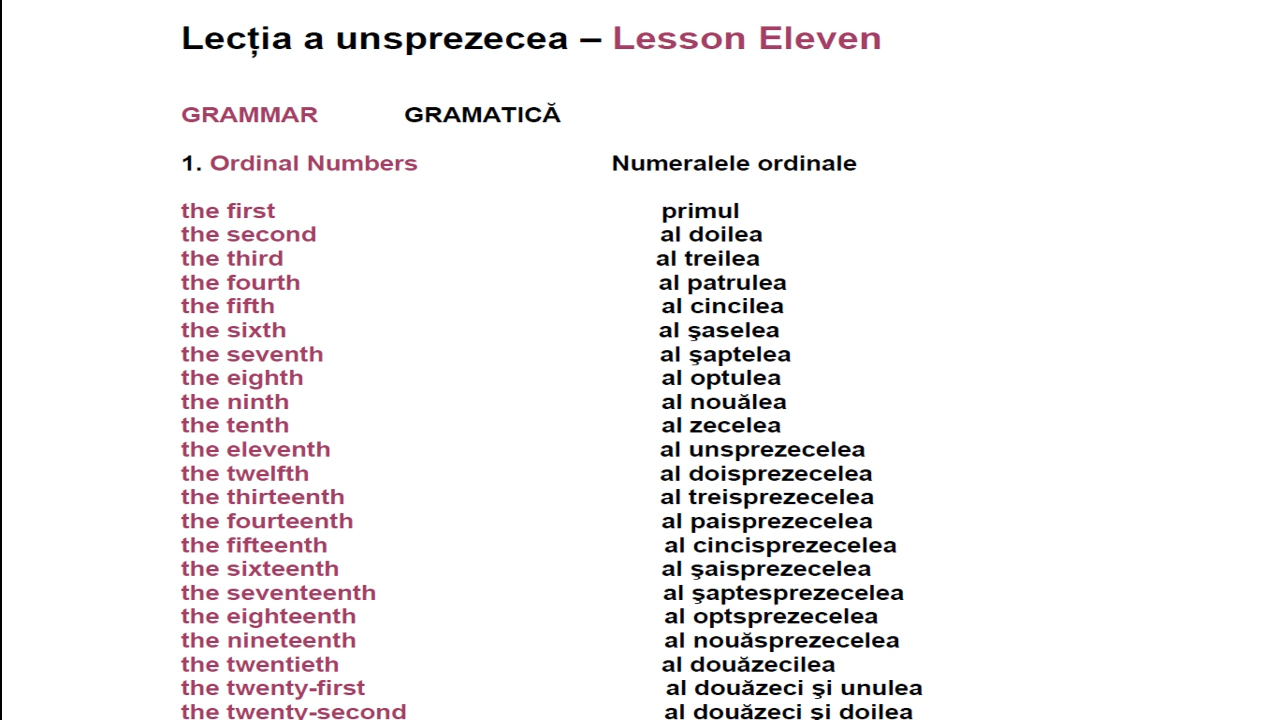 Lecția a unsprezecea – Lesson Eleven
GRAMMAR GRAMATICĂ
1. Ordinal Numbers Numeralele ordinale
the first primul
the second al doilea
the third al treilea
the fourth al patrulea
the fifth al cincilea
the sixth al şaselea
the seventh al şaptelea
the eighth al optulea
the ninth al nouălea
the tenth al zecelea
the eleventh al unsprezecelea
the twelfth al doisprezecelea
the thirteenth al treisprezecelea
the fourteenth al paisprezecelea
the fifteenth al cincisprezecelea
the sixteenth al şaisprezecelea
the seventeenth al şaptesprezecelea
the eighteenth al optsprezecelea
the nineteenth al nouăsprezecelea
the twentieth al douăzecilea
the twenty-first al douăzeci şi unulea
the twenty-second al douăzeci şi doilea